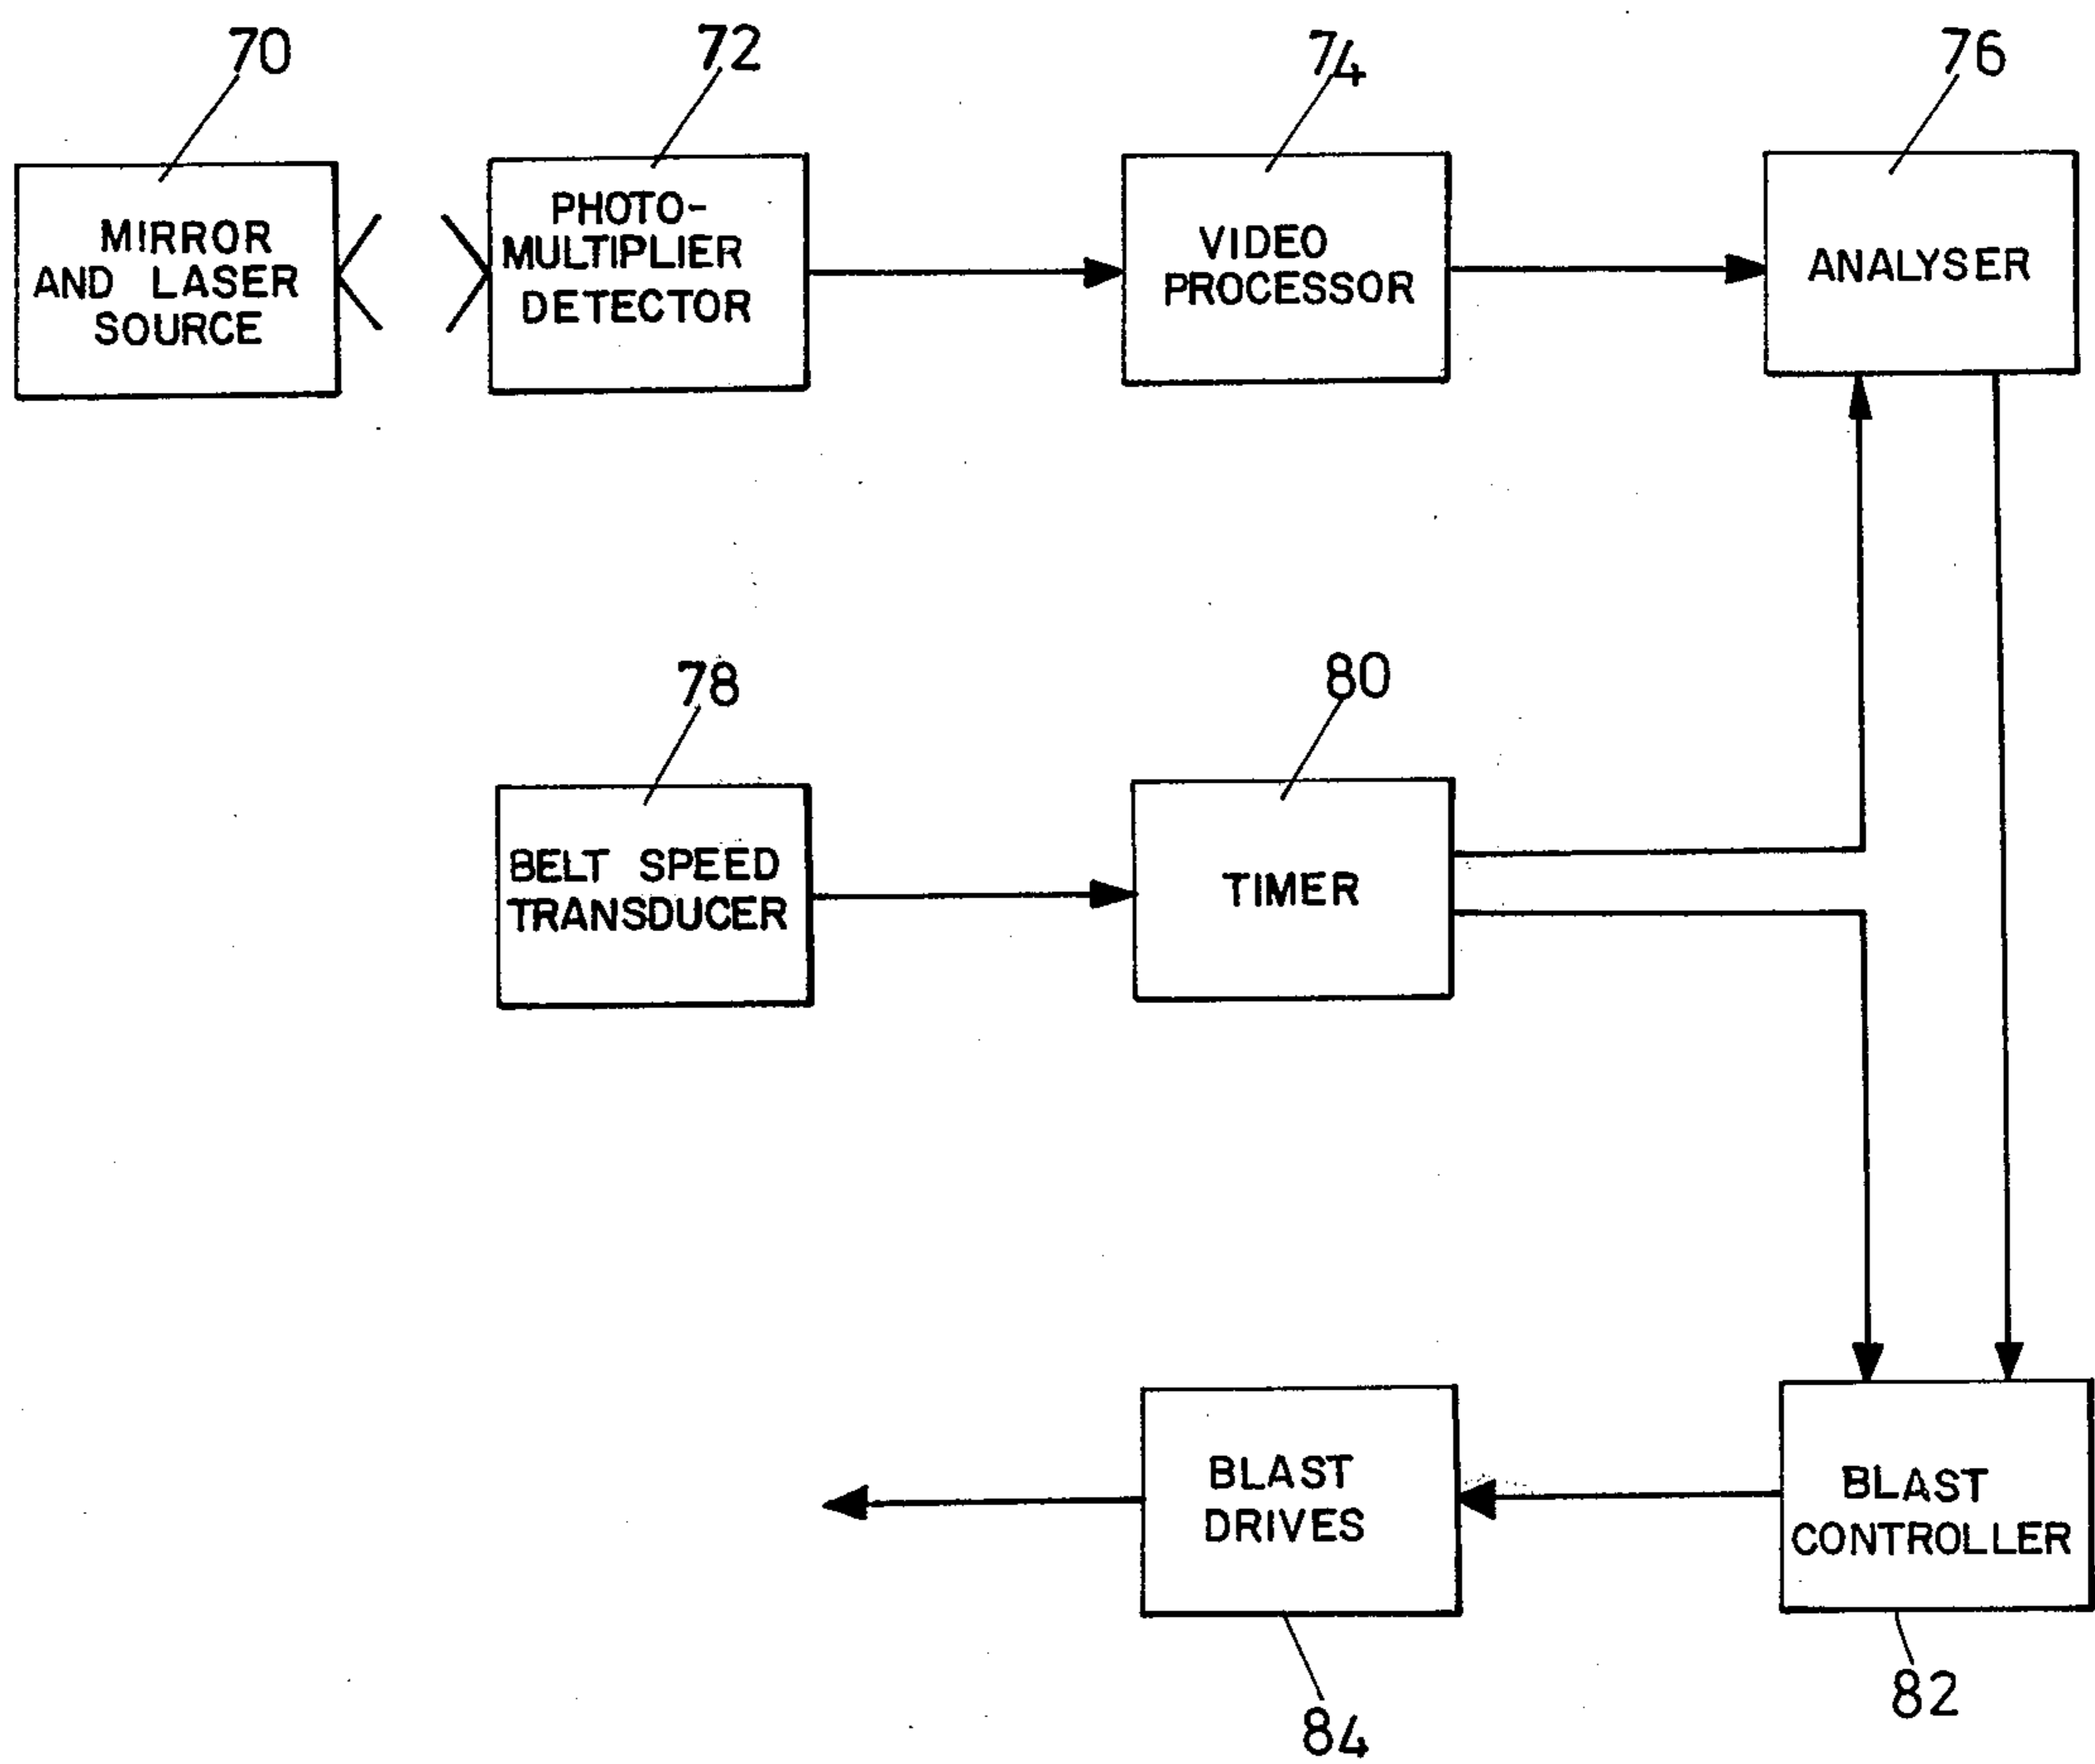 70
72
74
76
MIRROR
AND LASER
SOURCE
PHOTO-
MULTIPLIER
DETECTOR
VIDEO
PROCESSOR
ANALYSER
78
80
BELT SPEED
TRANSDUCER
TIMER
BLAST
DRIVES
BLAST
CONTROLLER
84
82